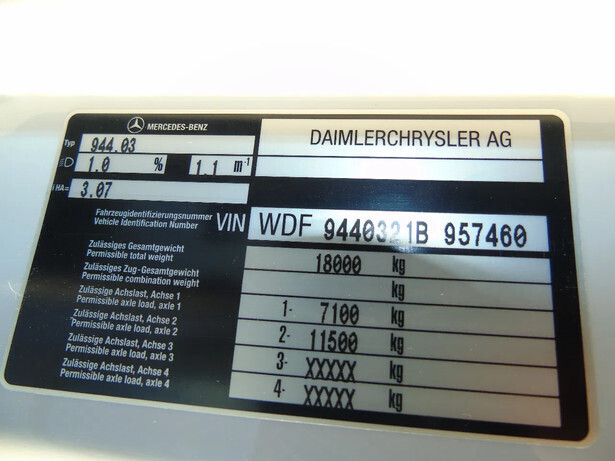 MERCEDES-BENZ
Typ 944.03
1.0 % 1.1 m⁻¹
IHA= 3.07
DAIMLERCHRYSLER AG
Fahrzeugidentifizierungsnummer
Vehicle Identification Number
VIN WDF 9440321B 957460
Zulässiges Gesamtgewicht
Permissible total weight
18000 kg
Zulässiges Zug-Gesamtgewicht
Permissible combination weight
kg
Zulässige Achslast, Achse 1
Permissible axle load, axle 1
1- 7100 kg
Zulässige Achslast, Achse 2
Permissible axle load, axle 2
2- 11500 kg
Zulässige Achslast, Achse 3
Permissible axle load, axle 3
3- XXXXX kg
Zulässige Achslast, Achse 4
Permissible axle load, axle 4
4- XXXXX kg